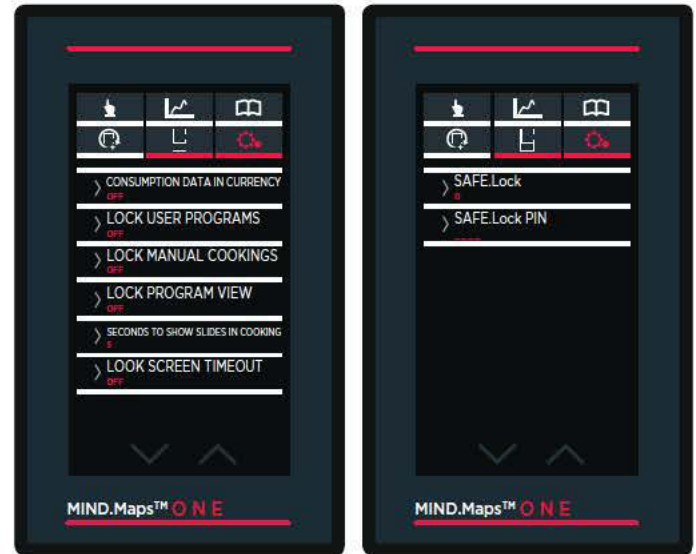 CONSUMPTION DATA IN CURRENCY
OFF
LOCK USER PROGRAMS
OFF
LOCK MANUAL COOKINGS
OFF
LOCK PROGRAM VIEW
OFF
SECONDS TO SHOW SLIDES IN COOKING
5
LOOK SCREEN TIMEOUT
OFF
MIND.Maps™ ONE
SAFE.Lock
0
SAFE.Lock PIN
MIND.Maps™ ONE